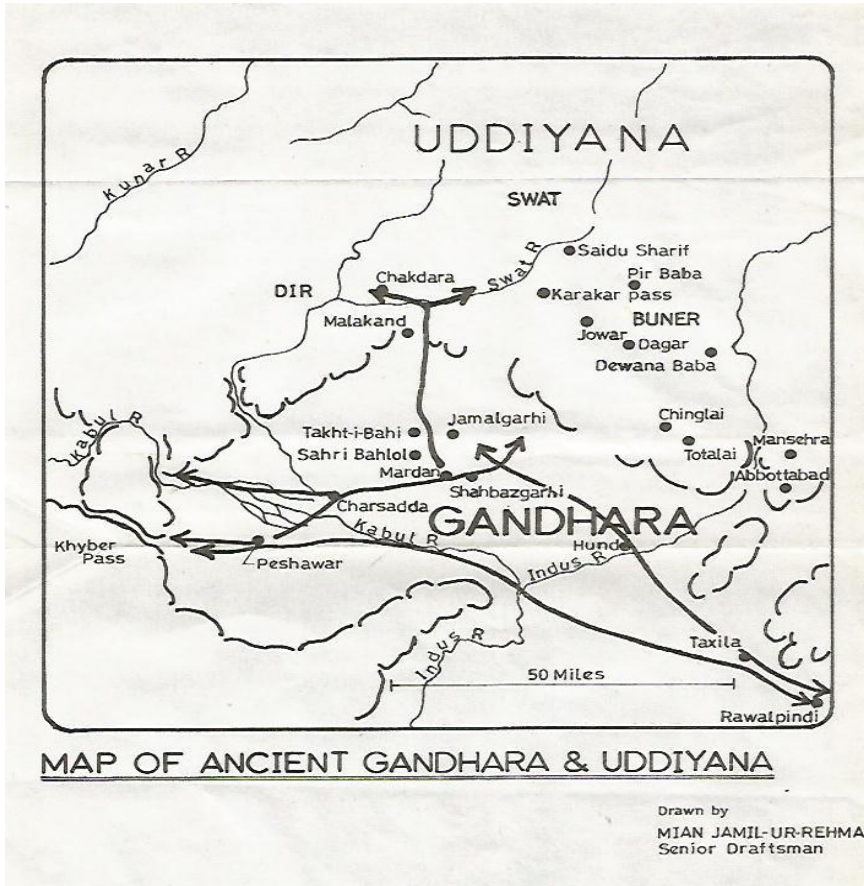 UDDIYANA
Kunar R
SWAT
Saidu Sharif
Swat R
Chakdara
Pir Baba
DIR
Karakar pass
BUNER
Malakand
Jowar
Dagar
Dewana Baba
Kabul R
Takht-i-Bahi
Jamalgarhi
Chinglai
Sahri Bahlol
Totalai
Mansehra
Mardan
Abbottabad
Shahbazgarhi
Charsadda
GANDHARA
Kabul R
Khyber
Pass
Hund
Peshawar
Indus R
Taxila
Indus R
50 Miles
Rawalpindi
MAP OF ANCIENT GANDHARA & UDDIYANA
Drawn by
MIAN JAMIL-UR-REHMA
Senior Draftsman